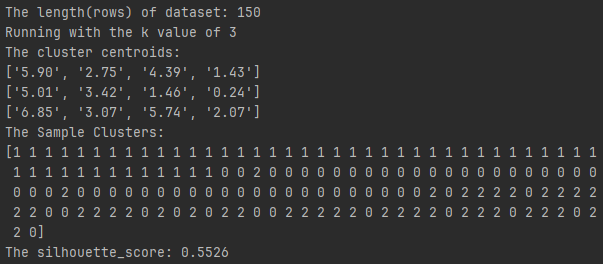 The length(rows) of dataset: 150
Running with the k value of 3
The cluster centroids:
['5.90', '2.75', '4.39', '1.43']
['5.01', '3.42', '1.46', '0.24']
['6.85', '3.07', '5.74', '2.07']
The Sample Clusters:
[1 1 1 1 1 1 1 1 1 1 1 1 1 1 1 1 1 1 1 1 1 1 1 1 1 1 1 1 1 1 1 1 1 1 1 1 1
1 1 1 1 1 1 1 1 1 1 1 1 1 0 0 2 0 0 0 0 0 0 0 0 0 0 0 0 0 0 0 0 0 0 0 0 0
0 0 0 2 0 0 0 0 0 0 0 0 0 0 0 0 0 0 0 0 0 0 0 0 0 0 2 0 2 2 2 2 0 2 2 2 2
2 2 0 0 2 2 2 2 0 2 0 2 0 2 2 0 0 2 2 2 2 2 0 2 2 2 2 0 2 2 2 0 2 2 2 0 2
2 0]
The silhouette_score: 0.5526